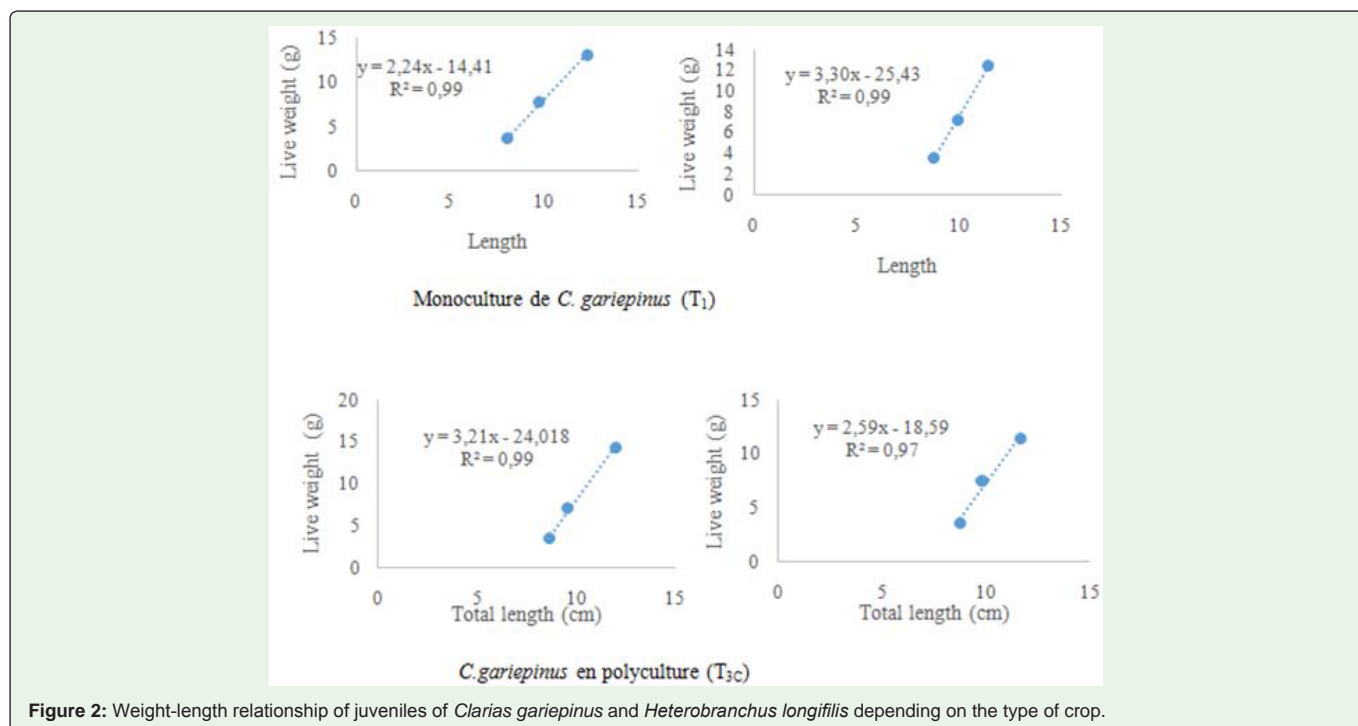 15
10
5
0
Live weight (g)
y = 2,24x - 14,41
R² = 0,99
0 5 10 15
Length
14
12
10
8
6
4
2
0
Live weight (g)
y = 3,30x - 25,43
R² = 0,99
0 5 10 15
Length
Monoculture de C. gariepinus (T₁)
20
15
10
5
0
Live weight (g)
y = 3,21x - 24,018
R² = 0,99
0 5 10 15
Total length (cm)
15
10
5
0
Live weight (g)
y = 2,59x - 18,59
R² = 0,97
0 5 10 15
Total length (cm)
C.gariepinus en polyculture (T₃C)
Figure 2: Weight-length relationship of juveniles of Clarias gariepinus and Heterobranchus longifilis depending on the type of crop.